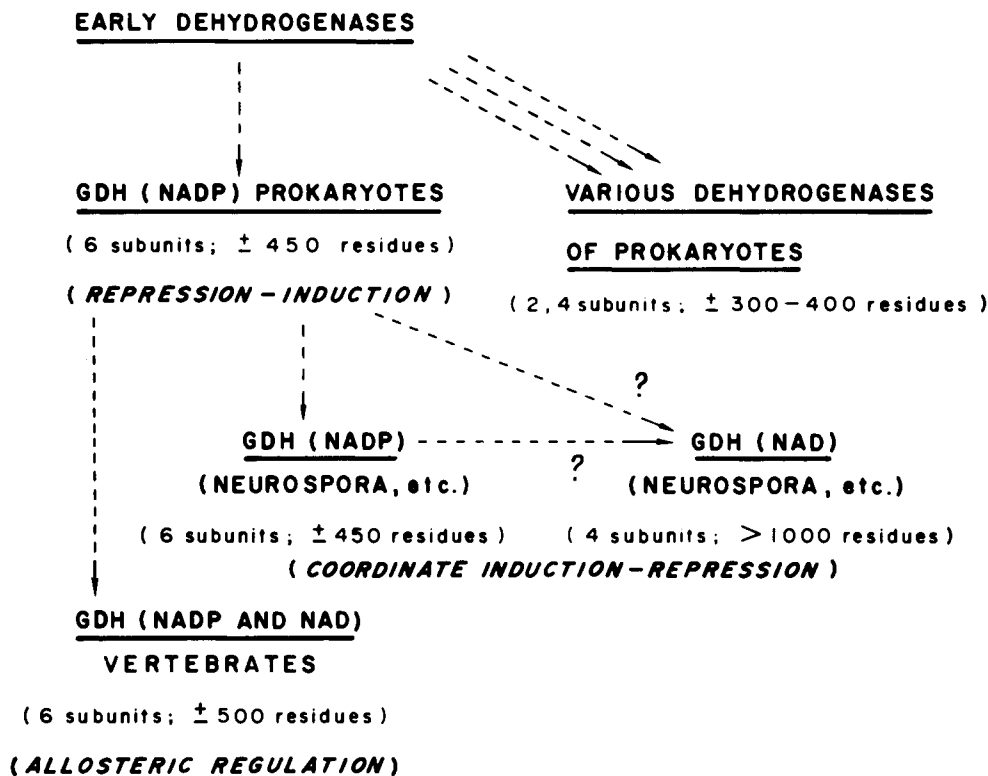 EARLY DEHYDROGENASES
GDH (NADP) PROKARYOTES
(6 subunits; ± 450 residues)
(REPRESSION-INDUCTION)
VARIOUS DEHYDROGENASES
OF PROKARYOTES
(2,4 subunits; ± 300-400 residues)
?
GDH (NADP)
(NEUROSPORA, etc.)
(6 subunits; ±450 residues)
?
GDH (NAD)
(NEUROSPORA, etc.)
(4 subunits; >1000 residues)
(COORDINATE INDUCTION-REPRESSION)
GDH (NADP AND NAD)
VERTEBRATES
(6 subunits; ±500 residues)
(ALLOSTERIC REGULATION)